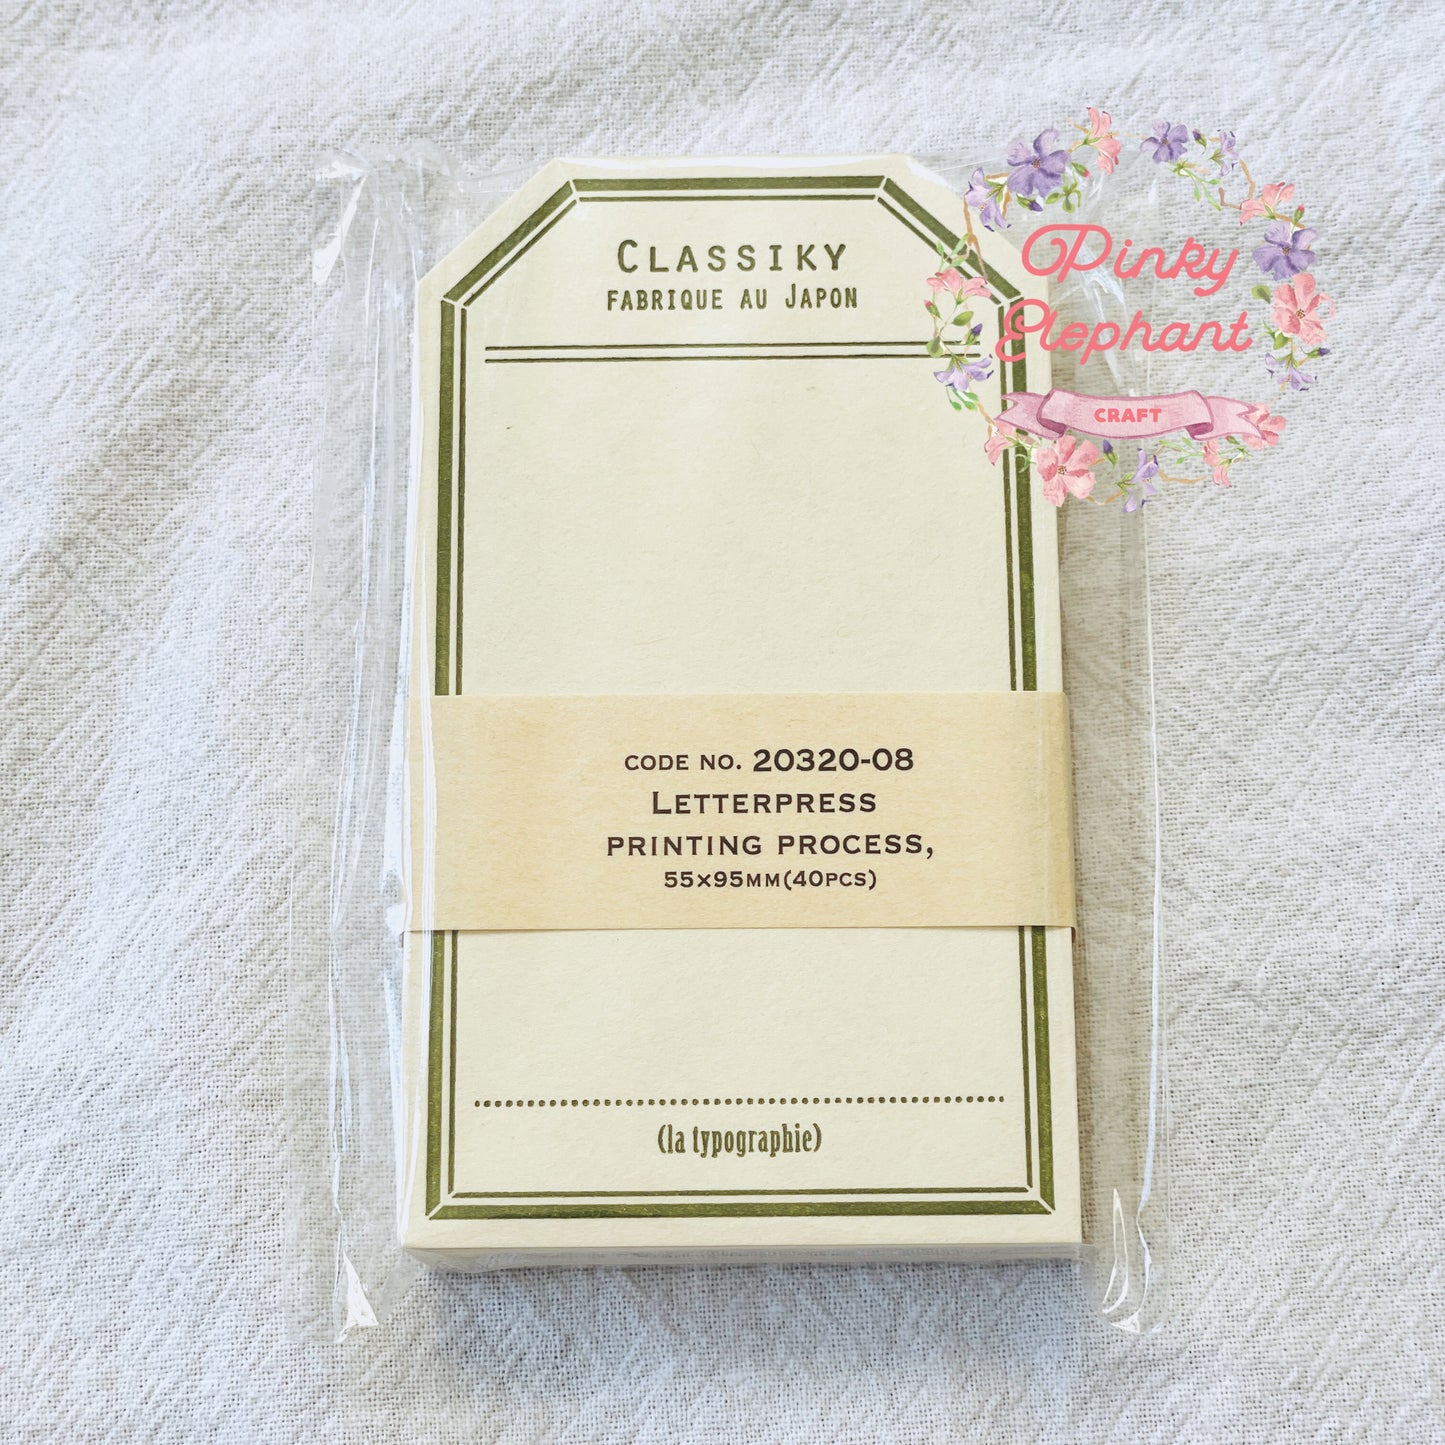 CLASSIKY
FABRIQUE AU JAPON
Pinky
Elephant
CRAFT
CODE NO. 20320-08
LETTERPRESS
PRINTING PROCESS,
55×95MM(40PCS)
(la typographie)